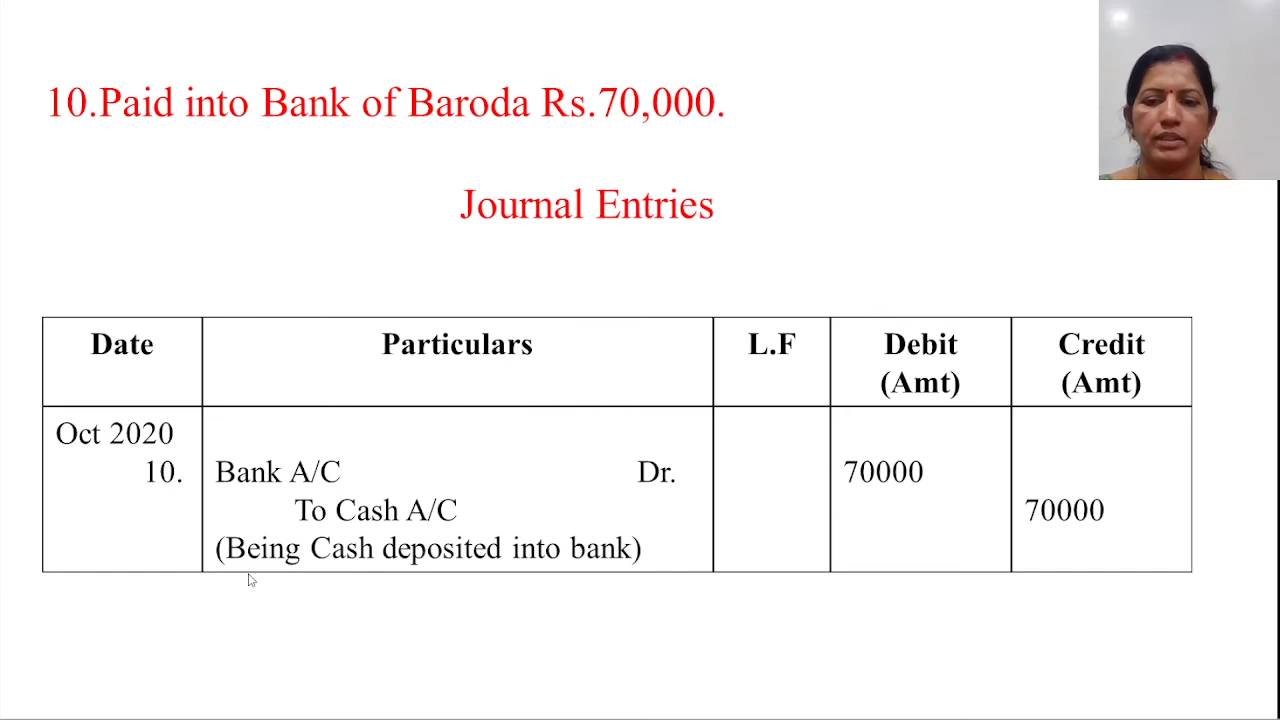 10.Paid into Bank of Baroda Rs.70,000.
Journal Entries
Date Particulars L.F Debit (Amt) Credit (Amt)
Oct 2020
10. Bank A/C Dr. 70000
To Cash A/C 70000
(Being Cash deposited into bank)